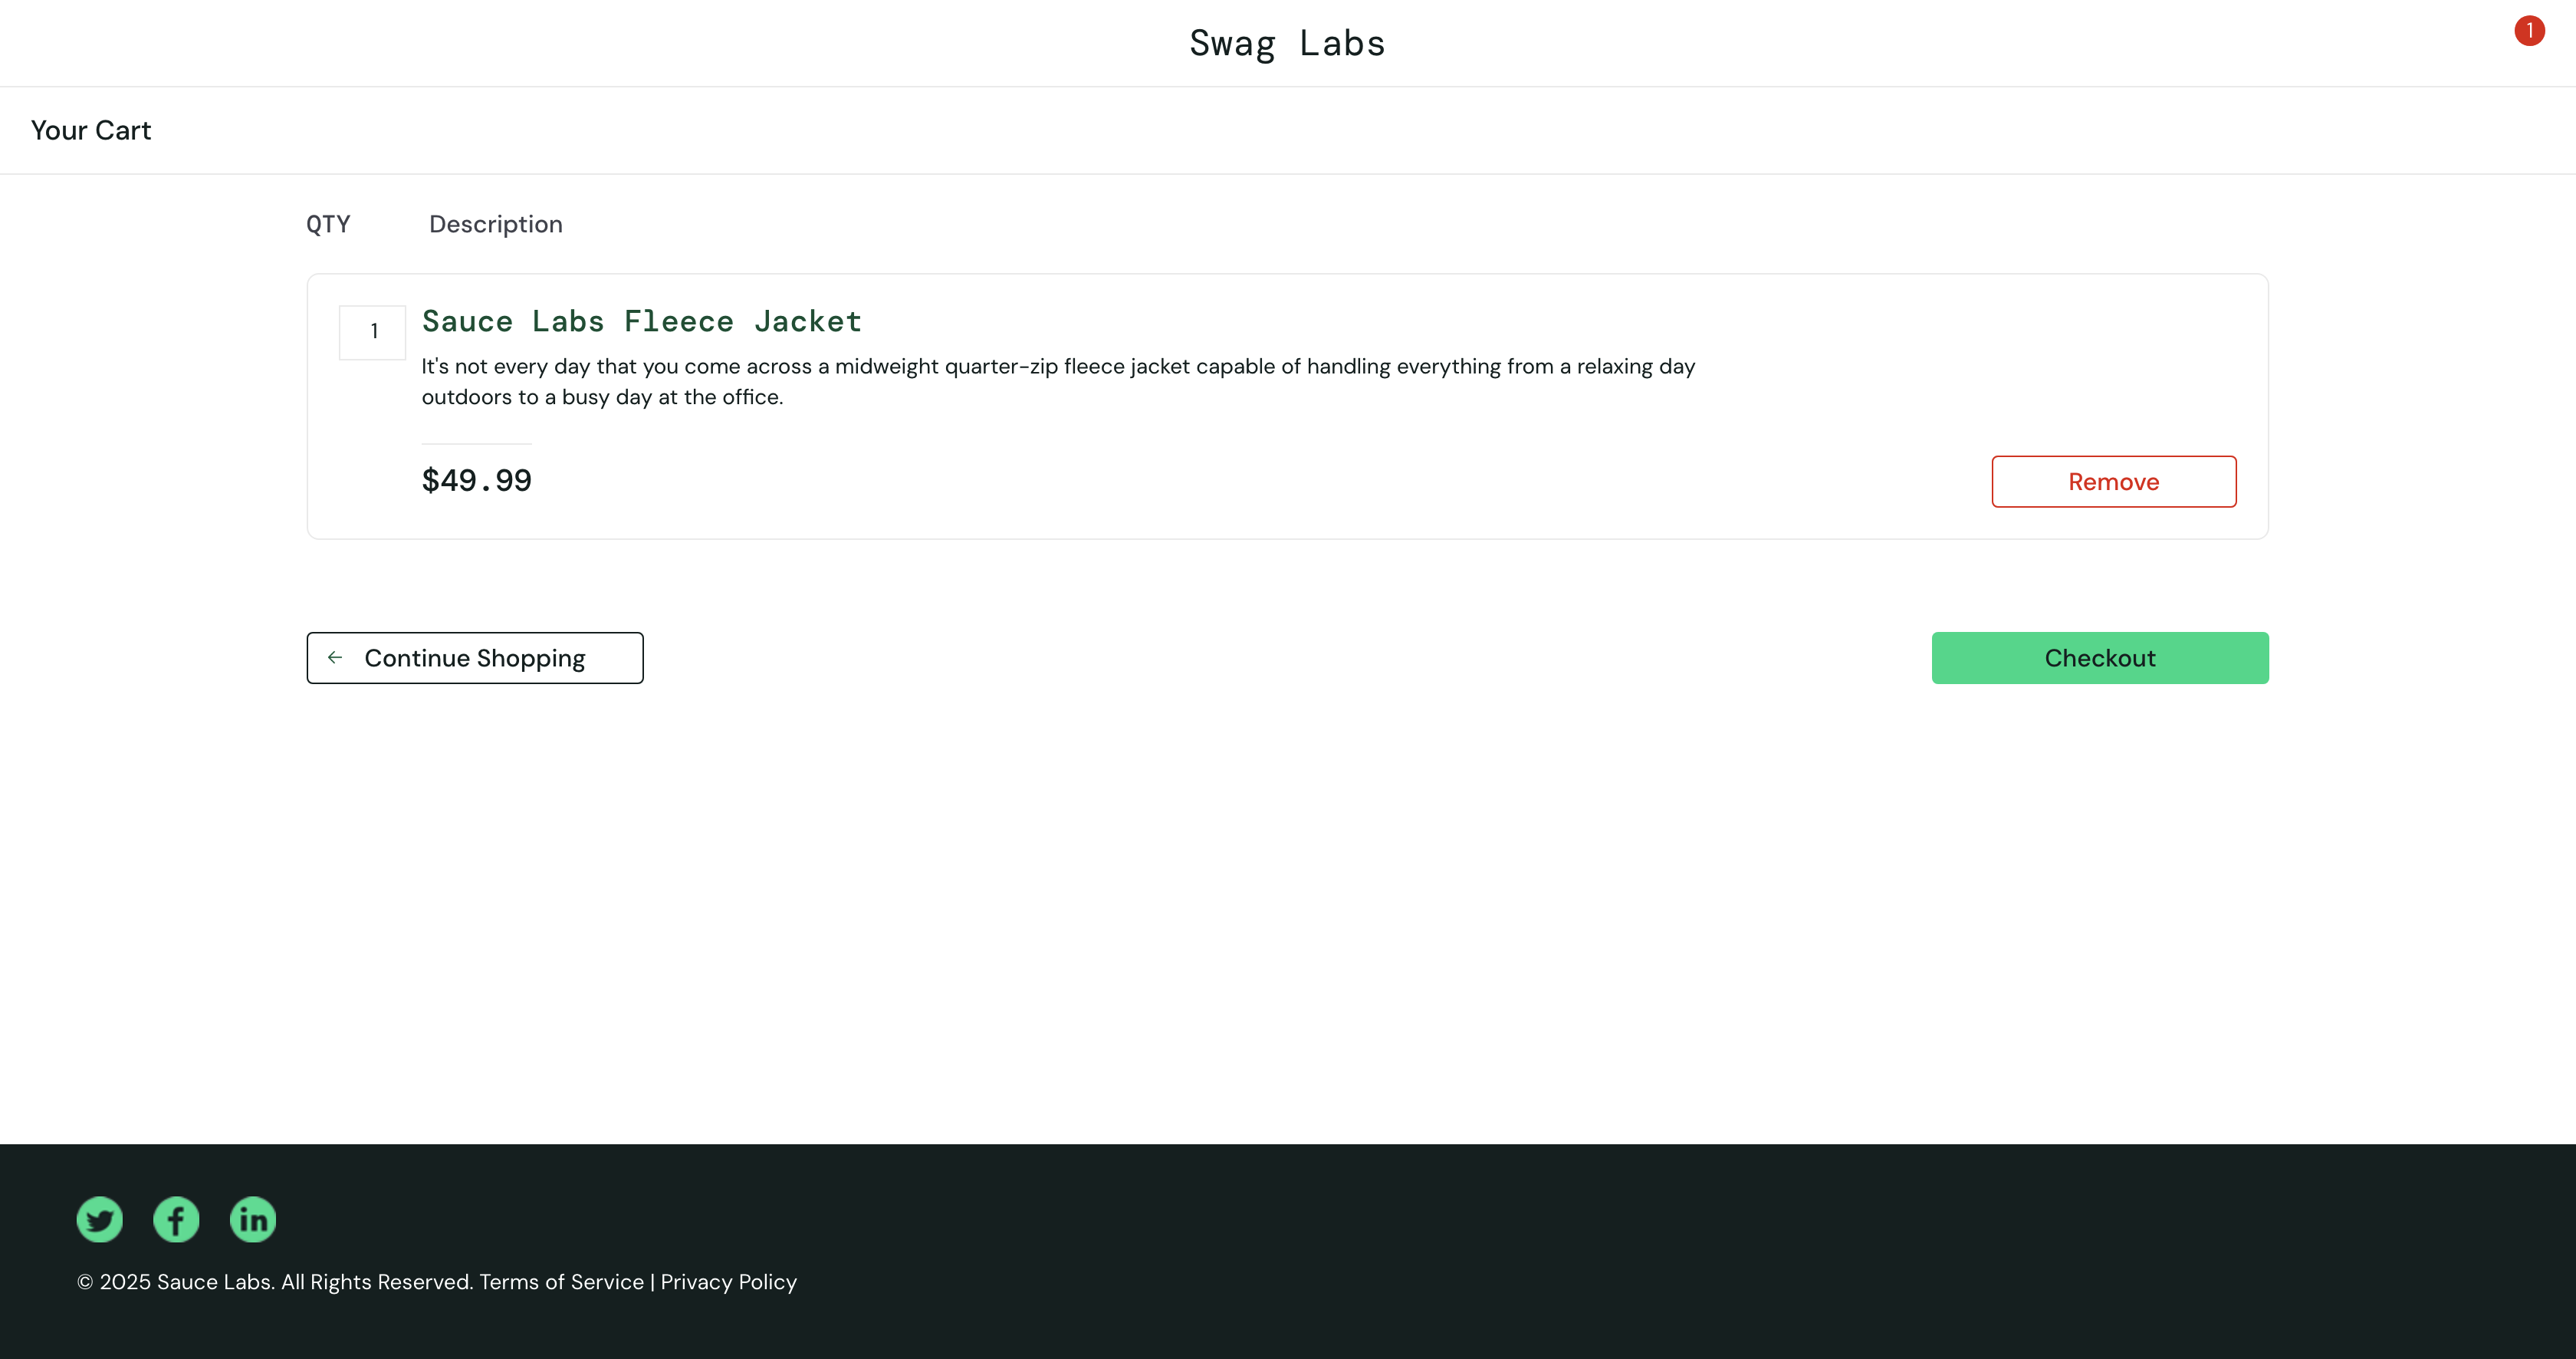 Swag Labs
1
Your Cart
QTY Description
1
Sauce Labs Fleece Jacket
It's not every day that you come across a midweight quarter-zip fleece jacket capable of handling everything from a relaxing day
outdoors to a busy day at the office.
$49.99
Remove
Continue Shopping
Checkout
© 2025 Sauce Labs. All Rights Reserved. Terms of Service | Privacy Policy